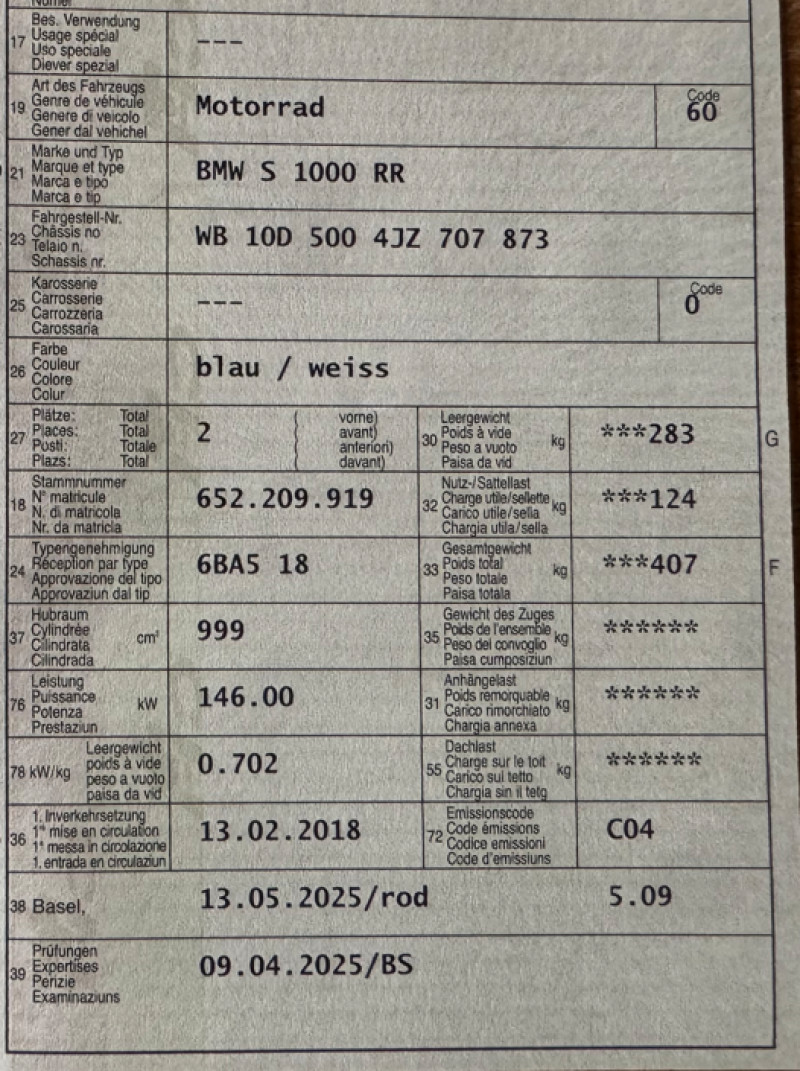 17 Bes. Verwendung
Usage spécial
Uso speciale
Diever spezial
---
19 Art des Fahrzeugs
Genre de véhicule
Genere di veicolo
Gener dal vehichel
Motorrad
Code
60
21 Marke und Typ
Marque et type
Marca e tipo
Marca e tip
BMW S 1000 RR
23 Fahrgestell-Nr.
Châssis no
Telaio n.
Schassis nr.
WB 10D 500 4JZ 707 873
25 Karosserie
Carrosserie
Carrozzeria
Carossaria
---
Code
0
26 Farbe
Couleur
Colore
Colur
blau / weiss
27 Plätze: Total
Places: Total
Posti: Totale
Plazs: Total
2
( vorne)
( avant)
( anteriori)
( davant)
30 Leergewicht
Poids à vide
Peso a vuoto
Paisa da vid
kg
***283
G
18 Stammnummer
N° matricule
N. di matricola
Nr. da matricla
652.209.919
32 Nutz-/Sattellast
Charge utile/sellette
Carico utile/sella
Chargia utila/sella
kg
***124
24 Typengenehmigung
Réception par type
Approvazione del tipo
Approvaziun dal tip
6BA5 18
33 Gesamtgewicht
Poids total
Peso totale
Paisa totala
kg
***407
F
37 Hubraum
Cylindrée
Cilindrata
Cilindrada
cm³
999
35 Gewicht des Zuges
Poids de l'ensemble
Peso del convoglio
Paisa cumposiziun
kg
******
76 Leistung
Puissance
Potenza
Prestaziun
kW
146.00
31 Anhängelast
Poids remorquable
Carico rimorchiato
Chargia annexa
kg
******
78 kW/kg
Leergewicht
poids à vide
peso a vuoto
paisa da vid
0.702
55 Dachlast
Charge sur le toit
Carico sul tetto
Chargia sin il tetg
kg
******
36 1. Inverkehrsetzung
1re mise en circulation
1a messa in circolazione
1. entrada en circulaziun
13.02.2018
72 Emissionscode
Code émissions
Codice emissioni
Code d'emissiuns
C04
38 Basel,
13.05.2025/rod
5.09
39 Prüfungen
Expertises
Perizie
Examinaziuns
09.04.2025/BS